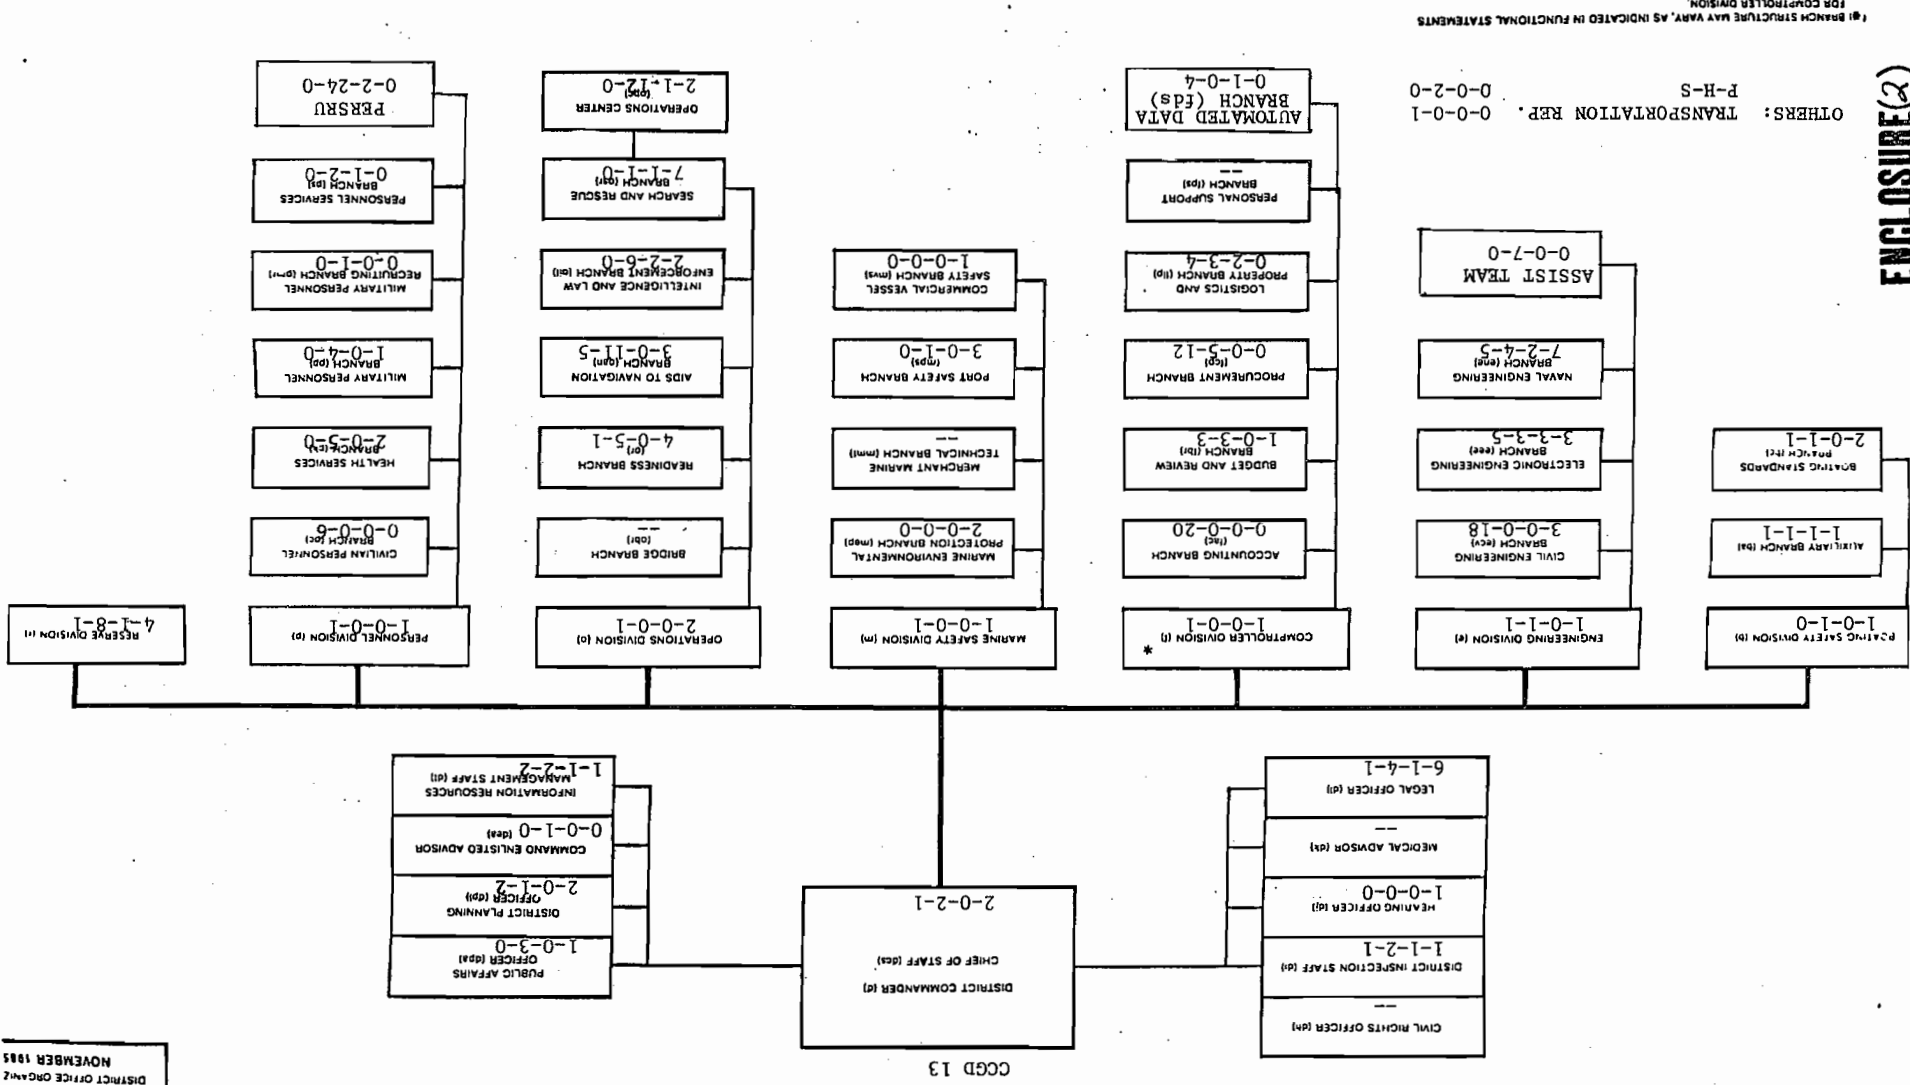 DISTRICT OFFICE ORGANIZ
NOVEMBER 1985
CCGD 13
DISTRICT COMMANDER (d)
CHIEF OF STAFF (dcs)
2-0-2-1
CIVIL RIGHTS OFFICER (dh)
--
DISTRICT INSPECTION STAFF (di)
1-1-2-1
HEARING OFFICER (dj)
1-0-0-0
MEDICAL ADVISOR (dk)
--
LEGAL OFFICER (dl)
6-1-4-1
PUBLIC AFFAIRS
OFFICER (dpa)
1-0-3-0
DISTRICT PLANNING
OFFICER (dpl)
2-0-1-2
COMMAND ENLISTED ADVISOR
(dea) 0-0-1-0
INFORMATION RESOURCES
MANAGEMENT STAFF (dt)
1-1-2-2
BOATING SAFETY DIVISION (b)
1-0-1-0
AUXILIARY BRANCH (ba)
1-1-1-1
BOATING STANDARDS
BRANCH (bc)
2-0-1-1
ENGINEERING DIVISION (e)
1-0-1-1
CIVIL ENGINEERING
BRANCH (ecv)
3-0-0-18
ELECTRONIC ENGINEERING
BRANCH (eee)
3-3-3-5
NAVAL ENGINEERING
BRANCH (ene)
7-2-4-5
ASSIST TEAM
0-0-7-0
COMPTROLLER DIVISION (f)
*
1-0-0-1
ACCOUNTING BRANCH
(fac)
0-0-0-20
BUDGET AND REVIEW
BRANCH (fbr)
1-0-3-3
PROCUREMENT BRANCH
(fcp)
0-0-5-12
LOGISTICS AND
PROPERTY BRANCH (flp)
0-2-3-4
PERSONAL SUPPORT
BRANCH (fps)
--
AUTOMATED DATA
BRANCH (fds)
0-1-0-4
MARINE SAFETY DIVISION (m)
1-0-0-1
MARINE ENVIRONMENTAL
PROTECTION BRANCH (mep)
2-0-0-0
MERCHANT MARINE
TECHNICAL BRANCH (mmt)
--
PORT SAFETY BRANCH
(mps)
3-0-1-0
COMMERCIAL VESSEL
SAFETY BRANCH (mvs)
1-0-0-0
OPERATIONS DIVISION (o)
2-0-0-1
BRIDGE BRANCH
(obr)
--
READINESS BRANCH
(or)
4-0-5-1
AIDS TO NAVIGATION
BRANCH (oan)
3-0-11-5
INTELLIGENCE AND LAW
ENFORCEMENT BRANCH (oil)
2-2-6-0
SEARCH AND RESCUE
BRANCH (osr)
7-1-1-0
OPERATIONS CENTER
(opc)
2-1-12-0
PERSONNEL DIVISION (p)
1-0-0-1
CIVILIAN PERSONNEL
BRANCH (pc)
0-0-0-6
HEALTH SERVICES
BRANCH (pk)
2-0-5-0
MILITARY PERSONNEL
BRANCH (pp)
1-0-4-0
MILITARY PERSONNEL
RECRUITING BRANCH (pmr)
0-0-1-0
PERSONNEL SERVICES
BRANCH (ps)
0-1-2-0
PERSRU
0-2-24-0
RESERVE DIVISION (r)
4-1-8-1
OTHERS: TRANSPORTATION REP. 0-0-0-1
P-H-S 0-0-2-0
BRANCH STRUCTURE MAY VARY, AS INDICATED IN FUNCTIONAL STATEMENTS
FOR COMPTROLLER DIVISION.
ENCLOSURE(2)